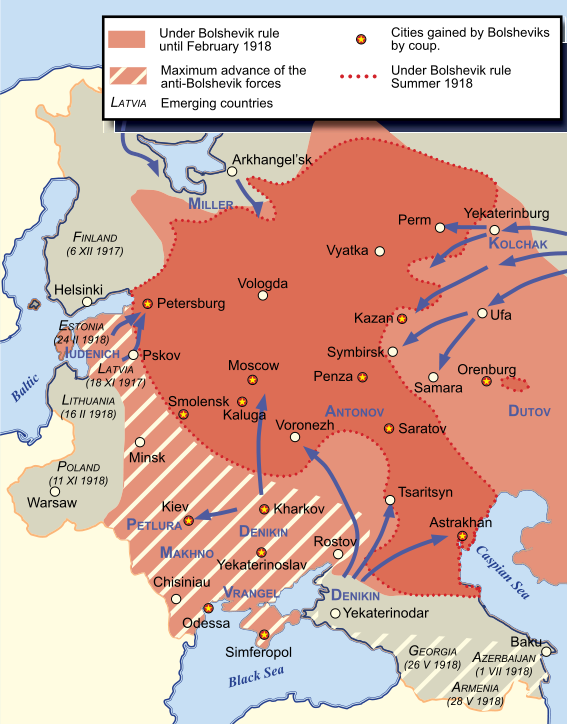 Under Bolshevik rule
until February 1918
Cities gained by Bolsheviks
by coup.
Maximum advance of the
anti-Bolshevik forces
Under Bolshevik rule
Summer 1918
LATVIA Emerging countries
Arkhangel'sk
MILLER
Perm
Yekaterinburg
KOLCHAK
FINLAND
(6 XII 1917)
Vyatka
Helsinki
Vologda
Petersburg
Kazan
Ufa
ESTONIA
(24 II 1918)
IUDENICH
Pskov
Symbirsk
LATVIA
(18 XI 1917)
Moscow
Penza
Samara
Orenburg
Baltic
LITHUANIA
(16 II 1918)
Smolensk
Kaluga
ANTONOV
DUTOV
Voronezh
Saratov
Minsk
POLAND
(11 XI 1918)
Warsaw
Tsaritsyn
Kiev
Kharkov
PETLURA
DENIKIN
Astrakhan
MAKHNO
Rostov
Yekaterinoslav
Caspian Sea
Chisiniau
VRANGEL
DENIKIN
Odessa
Yekaterinodar
Simferopol
Baku
GEORGIA
(26 V 1918)
AZERBAIJAN
(1 VII 1918)
Black Sea
ARMENIA
(28 V 1918)